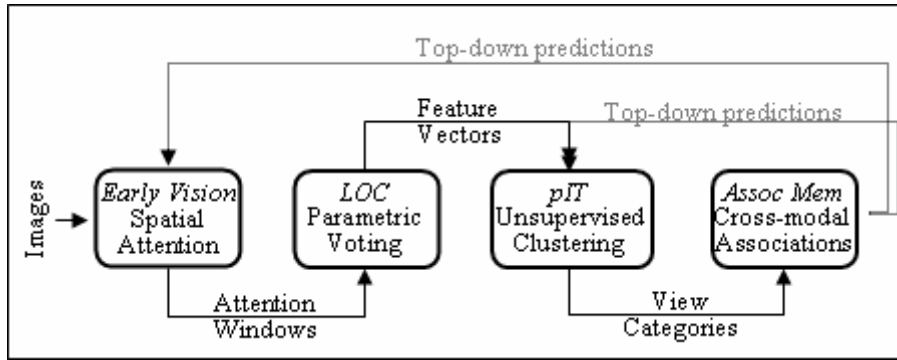 Top-down predictions
Feature
Vectors
Top-down predictions
Images
Early Vision
Spatial
Attention
LOC
Parametric
Voting
pIT
Unsupervised
Clustering
Assoc Mem
Cross-modal
Associations
Attention
Windows
View
Categories